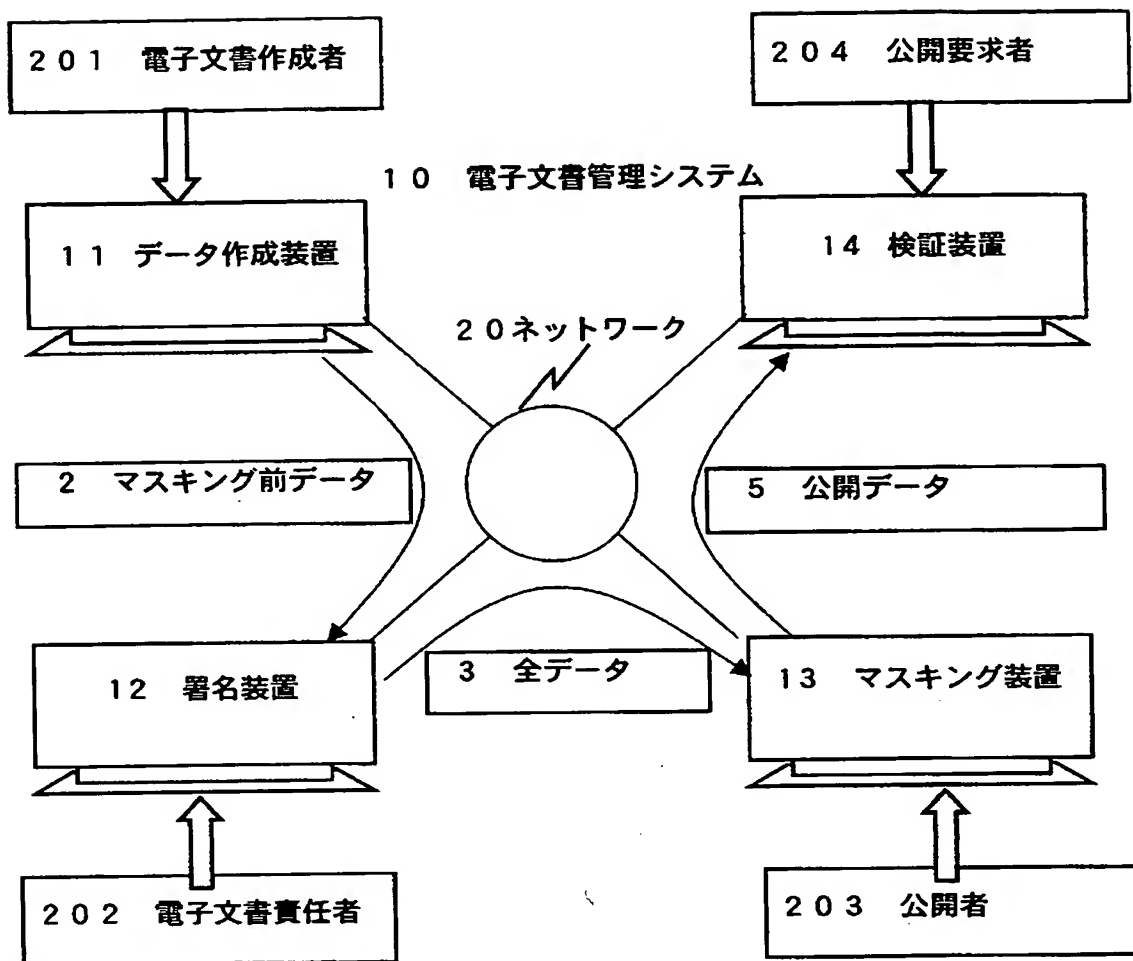 ２０１　電子文書作成者
２０４　公開要求者
１０　電子文書管理システム
１１　データ作成装置
１４　検証装置
２０ネットワーク
２　マスキング前データ
５　公開データ
３　全データ
１２　署名装置
１３　マスキング装置
２０２　電子文書責任者
２０３　公開者